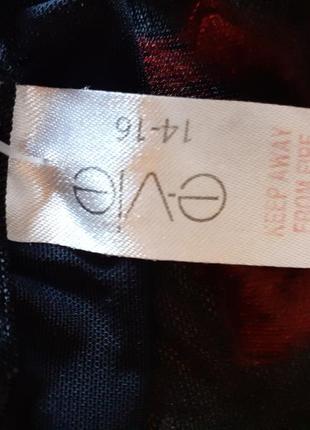 e-vie
14-16
KEEP AWAY
FROM FIRE